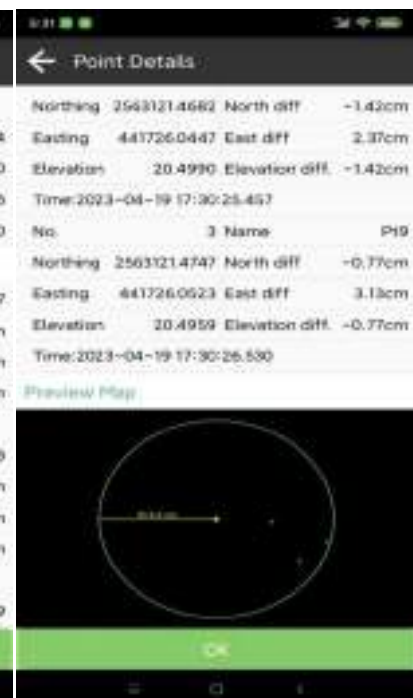 5:31
Point Details
Northing 2563121.4682 North diff -1.42cm
Easting 441726.0447 East diff 2.37cm
Elevation 20.4990 Elevation diff. -1.42cm
Time:2023-04-19 17:30:25.457
No. 3 Name Pt9
Northing 2563121.4747 North diff -0.77cm
Easting 441726.0523 East diff 3.13cm
Elevation 20.4959 Elevation diff. -0.77cm
Time:2023-04-19 17:30:26.530
Preview Map
OK